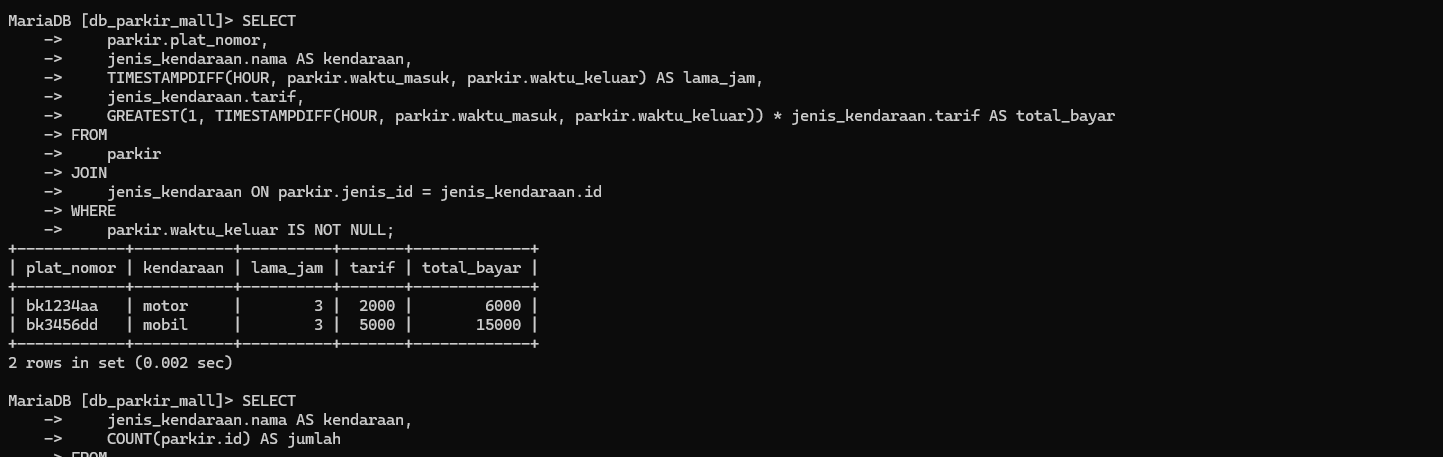 MariaDB [db_parkir_mall]> SELECT
    ->     parkir.plat_nomor,
    ->     jenis_kendaraan.nama AS kendaraan,
    ->     TIMESTAMPDIFF(HOUR, parkir.waktu_masuk, parkir.waktu_keluar) AS lama_jam,
    ->     jenis_kendaraan.tarif,
    ->     GREATEST(1, TIMESTAMPDIFF(HOUR, parkir.waktu_masuk, parkir.waktu_keluar)) * jenis_kendaraan.tarif AS total_bayar
    -> FROM
    ->     parkir
    -> JOIN
    ->     jenis_kendaraan ON parkir.jenis_id = jenis_kendaraan.id
    -> WHERE
    ->     parkir.waktu_keluar IS NOT NULL;
+------------+-----------+----------+-------+-------------+
| plat_nomor | kendaraan | lama_jam | tarif | total_bayar |
+------------+-----------+----------+-------+-------------+
| bk1234aa   | motor     |        3 |  2000 |        6000 |
| bk3456dd   | mobil     |        3 |  5000 |       15000 |
+------------+-----------+----------+-------+-------------+
2 rows in set (0.002 sec)

MariaDB [db_parkir_mall]> SELECT
    ->     jenis_kendaraan.nama AS kendaraan,
    ->     COUNT(parkir.id) AS jumlah
    -> FROM